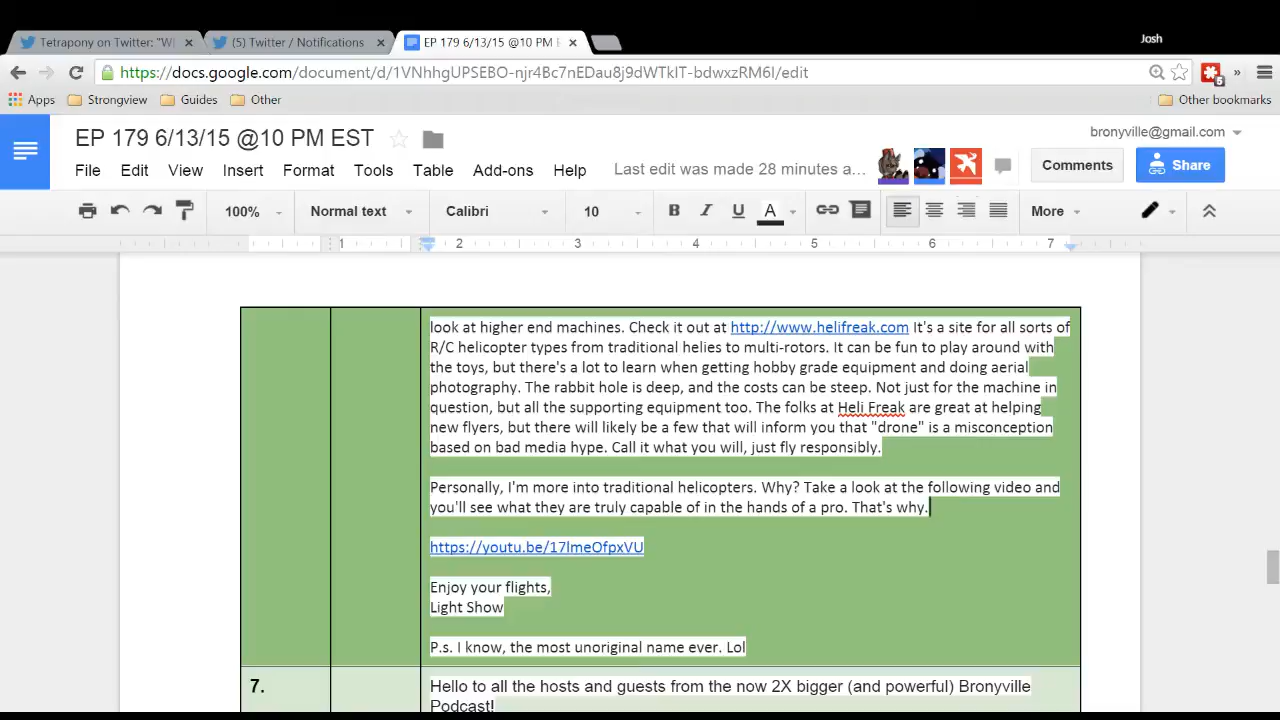 Josh
Tetrapony on Twitter: "Wi
(5) Twitter / Notifications
EP 179 6/13/15 @10 PM E
https://docs.google.com/document/d/1VNhhgUPSEBO-njr4Bc7nEDau8j9dWTkIT-bdwxzRM6I/edit
5
Apps
Strongview
Guides
Other
Other bookmarks
EP 179 6/13/15 @10 PM EST
bronyville@gmail.com
File Edit View Insert Format Tools Table Add-ons Help
Last edit was made 28 minutes a...
Comments
Share
100% Normal text Calibri 10 B I U A More
1 2 3 4 5 6 7
look at higher end machines. Check it out at http://www.helifreak.com It's a site for all sorts of
R/C helicopter types from traditional helies to multi-rotors. It can be fun to play around with
the toys, but there's a lot to learn when getting hobby grade equipment and doing aerial
photography. The rabbit hole is deep, and the costs can be steep. Not just for the machine in
question, but all the supporting equipment too. The folks at Heli Freak are great at helping
new flyers, but there will likely be a few that will inform you that "drone" is a misconception
based on bad media hype. Call it what you will, just fly responsibly.
Personally, I'm more into traditional helicopters. Why? Take a look at the following video and
you'll see what they are truly capable of in the hands of a pro. That's why.
https://youtu.be/17lmeOfpxVU
Enjoy your flights,
Light Show
P.s. I know, the most unoriginal name ever. Lol
7.
Hello to all the hosts and guests from the now 2X bigger (and powerful) Bronyville
Podcast!